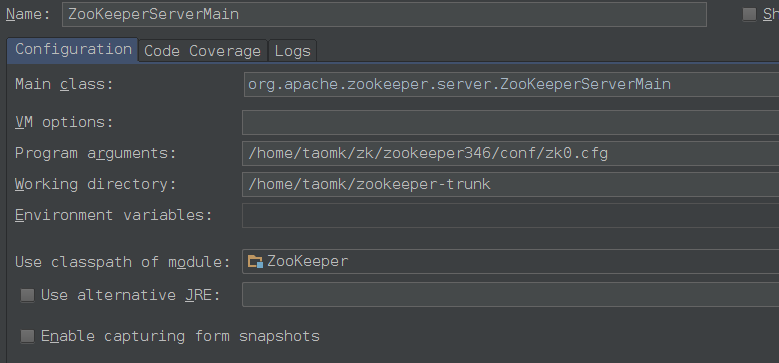 Name: ZooKeeperServerMain Sh
Configuration Code Coverage Logs
Main class: org.apache.zookeeper.server.ZooKeeperServerMain
VM options:
Program arguments: /home/taomk/zk/zookeeper346/conf/zk0.cfg
Working directory: /home/taomk/zookeeper-trunk
Environment variables:
Use classpath of module: ZooKeeper
Use alternative JRE:
Enable capturing form snapshots